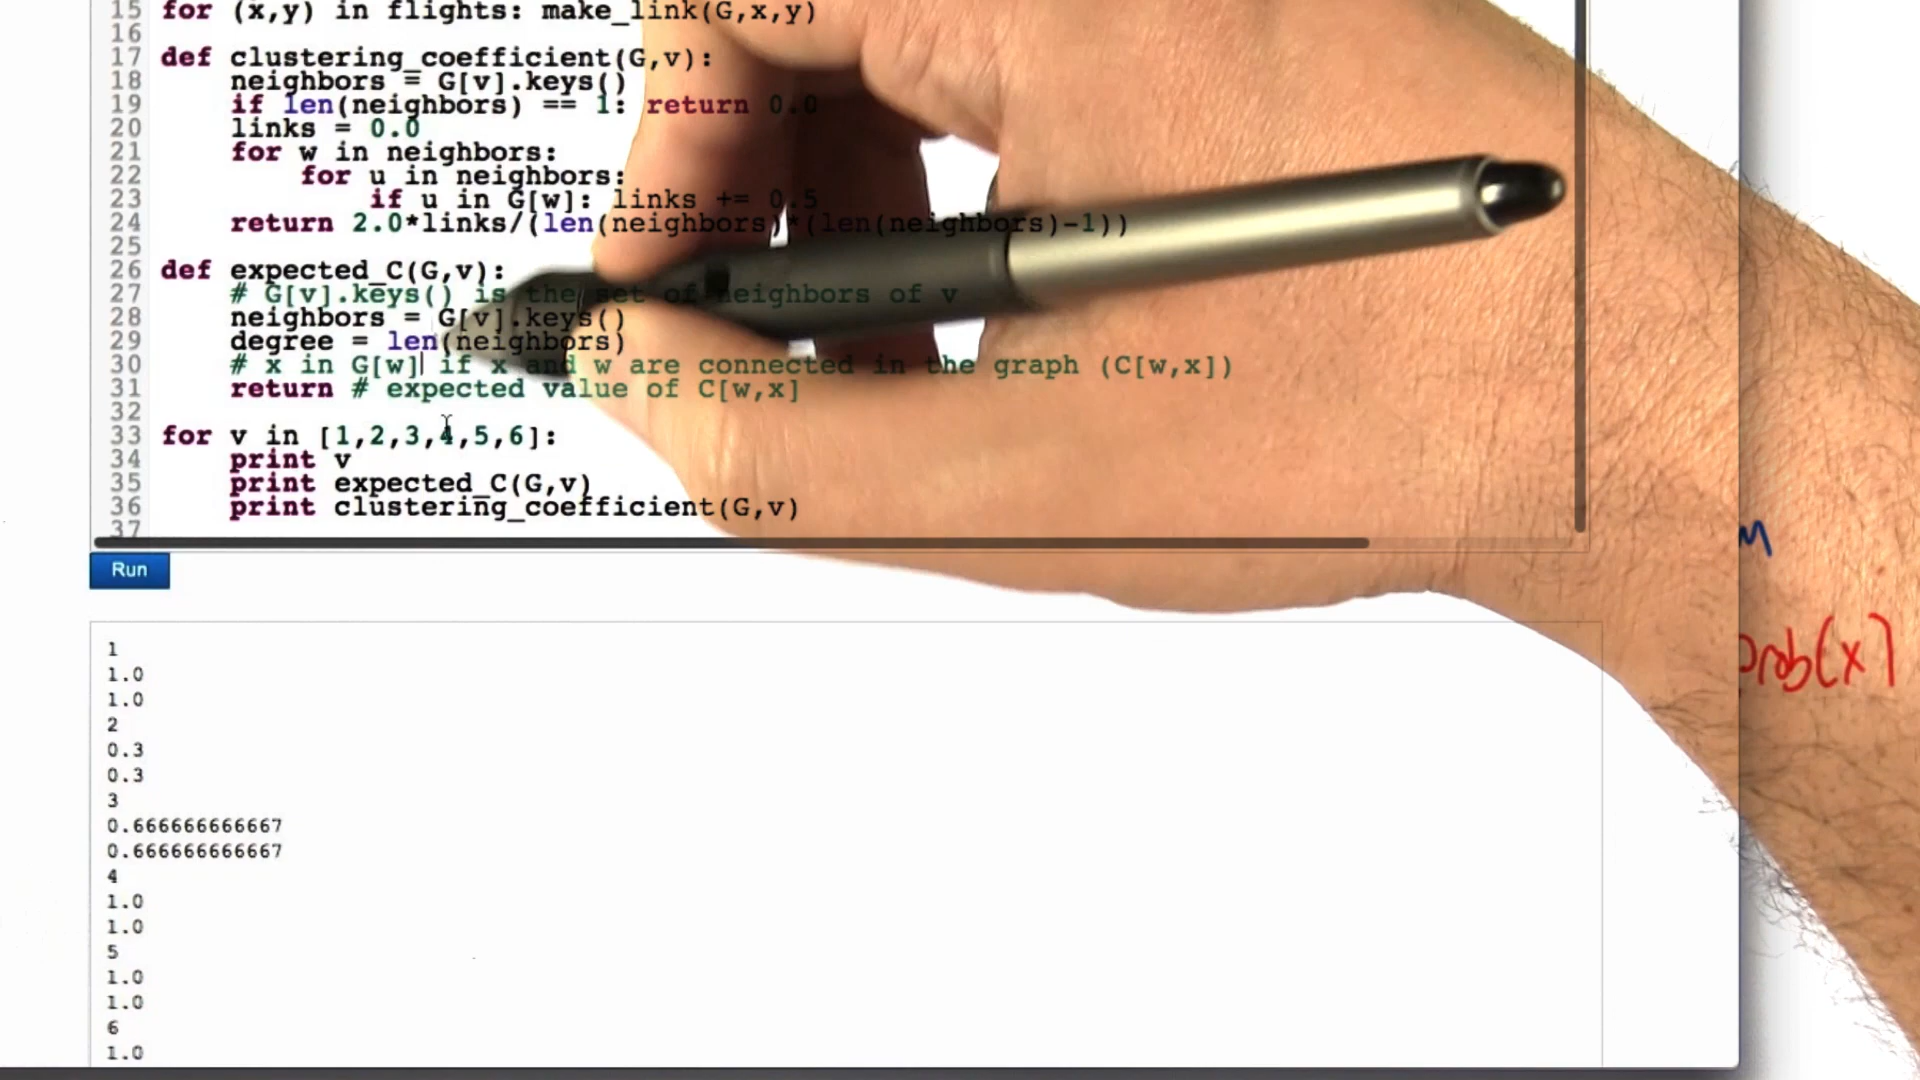 15 for (x,y) in flights: make_link(G,x,y)
16
17 def clustering_coefficient(G,v):
18 neighbors = G[v].keys()
19 if len(neighbors) == 1: return 0.0
20 links = 0.0
21 for w in neighbors:
22 for u in neighbors:
23 if u in G[w]: links += 0.5
24 return 2.0*links/(len(neighbors)*(len(neighbors)-1))
25
26 def expected_C(G,v):
27 # G[v].keys() is the set of neighbors of v
28 neighbors = G[v].keys()
29 degree = len(neighbors)
30 # x in G[w] if x and w are connected in the graph (C[w,x])
31 return # expected value of C[w,x]
32
33 for v in [1,2,3,4,5,6]:
34 print v
35 print expected_C(G,v)
36 print clustering_coefficient(G,v)
37
Run
prob(x)
1
1.0
1.0
2
0.3
0.3
3
0.666666666667
0.666666666667
4
1.0
1.0
5
1.0
1.0
6
1.0